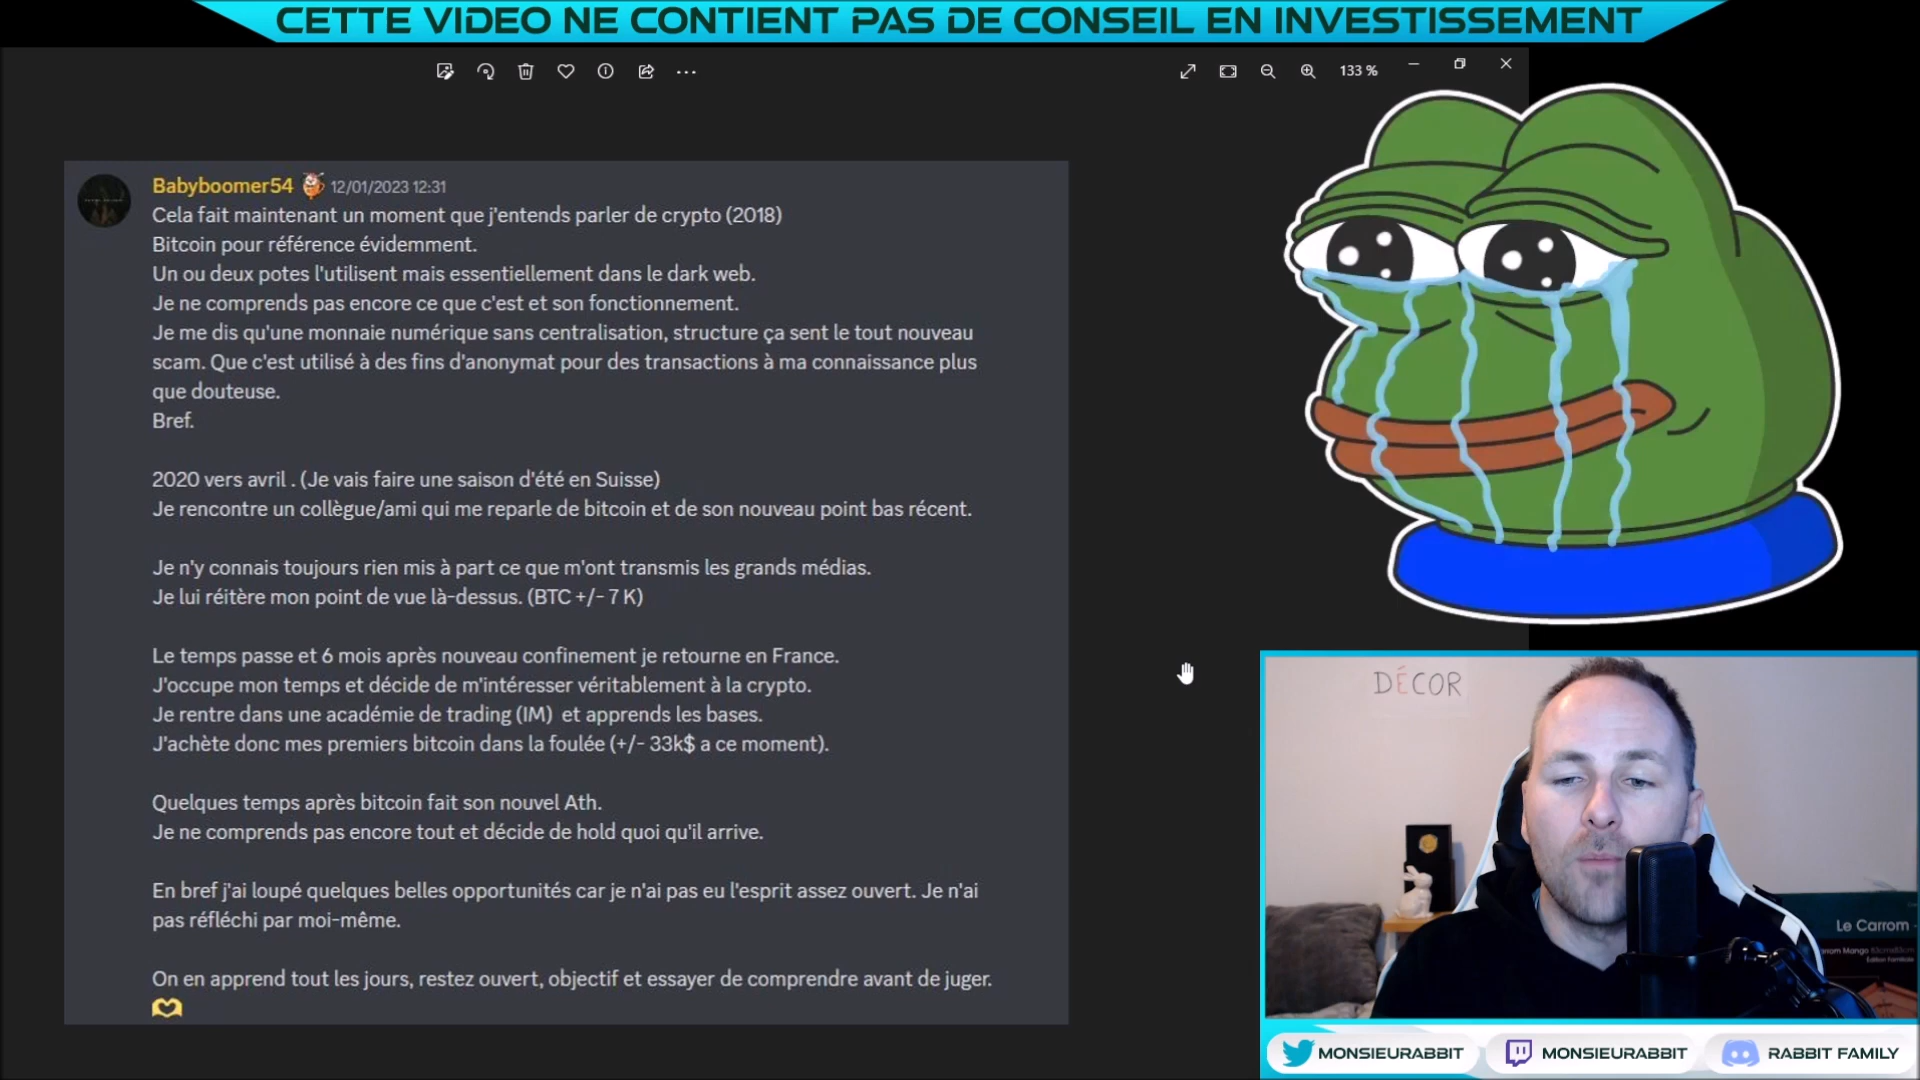 CETTE VIDEO NE CONTIENT PAS DE CONSEIL EN INVESTISSEMENT
133 %
Babyboomer54 12/01/2023 12:31
Cela fait maintenant un moment que j'entends parler de crypto (2018)
Bitcoin pour référence évidemment.
Un ou deux potes l'utilisent mais essentiellement dans le dark web.
Je ne comprends pas encore ce que c'est et son fonctionnement.
Je me dis qu'une monnaie numérique sans centralisation, structure ça sent le tout nouveau
scam. Que c'est utilisé à des fins d'anonymat pour des transactions à ma connaissance plus
que douteuse.
Bref.
2020 vers avril . (Je vais faire une saison d'été en Suisse)
Je rencontre un collègue/ami qui me reparle de bitcoin et de son nouveau point bas récent.
Je n'y connais toujours rien mis à part ce que m'ont transmis les grands médias.
Je lui réitère mon point de vue là-dessus. (BTC +/- 7 K)
Le temps passe et 6 mois après nouveau confinement je retourne en France.
J'occupe mon temps et décide de m'intéresser véritablement à la crypto.
Je rentre dans une académie de trading (IM) et apprends les bases.
J'achète donc mes premiers bitcoin dans la foulée (+/- 33k$ a ce moment).
Quelques temps après bitcoin fait son nouvel Ath.
Je ne comprends pas encore tout et décide de hold quoi qu'il arrive.
En bref j'ai loupé quelques belles opportunités car je n'ai pas eu l'esprit assez ouvert. Je n'ai
pas réfléchi par moi-même.
On en apprend tout les jours, restez ouvert, objectif et essayer de comprendre avant de juger.
DÉCOR
Le Carrom
MONSIEURABBIT
MONSIEURABBIT
RABBIT FAMILY